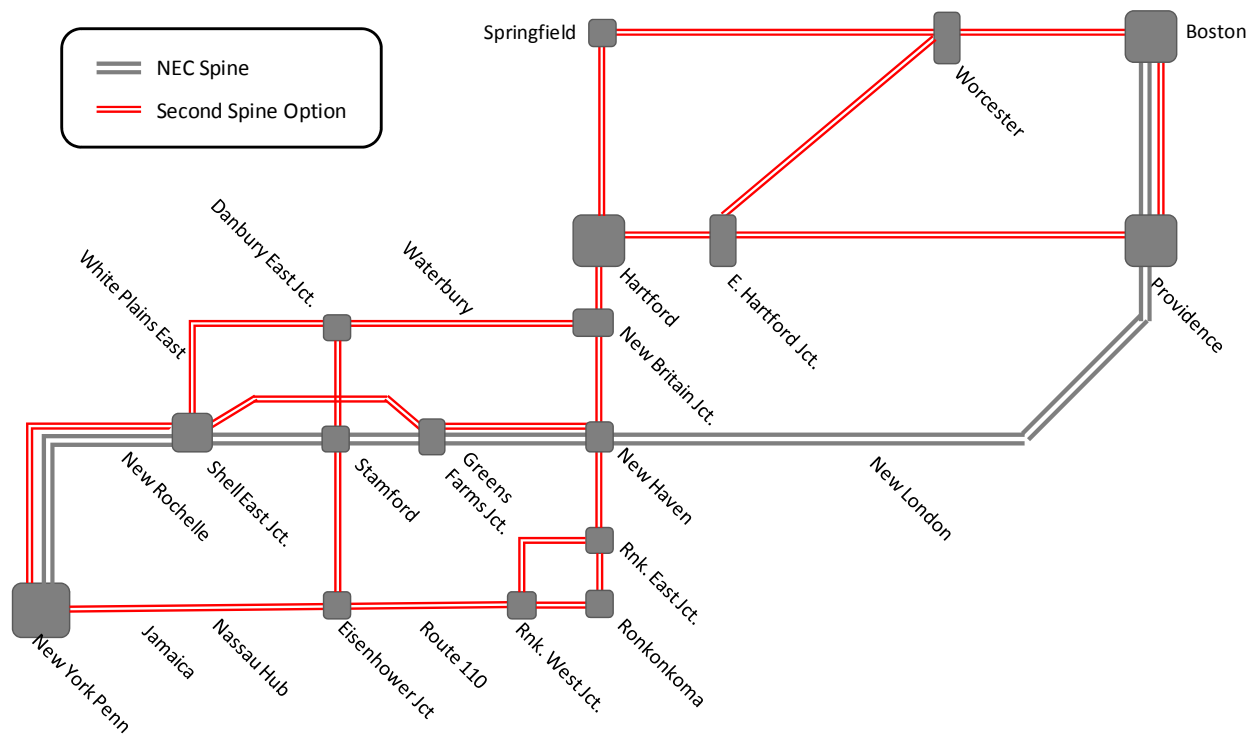 Springfield
Boston
NEC Spine
Second Spine Option
Worcester
Danbury East Jct.
Waterbury
White Plains East
Hartford
E. Hartford Jct.
Providence
New Britain Jct.
New Rochelle
Shell East Jct.
Stamford
Greens
Farms Jct.
New Haven
New London
Rnk. East Jct.
New York Penn
Jamaica
Nassau Hub
Eisenhower Jct
Route 110
Rnk. West Jct.
Ronkonkoma